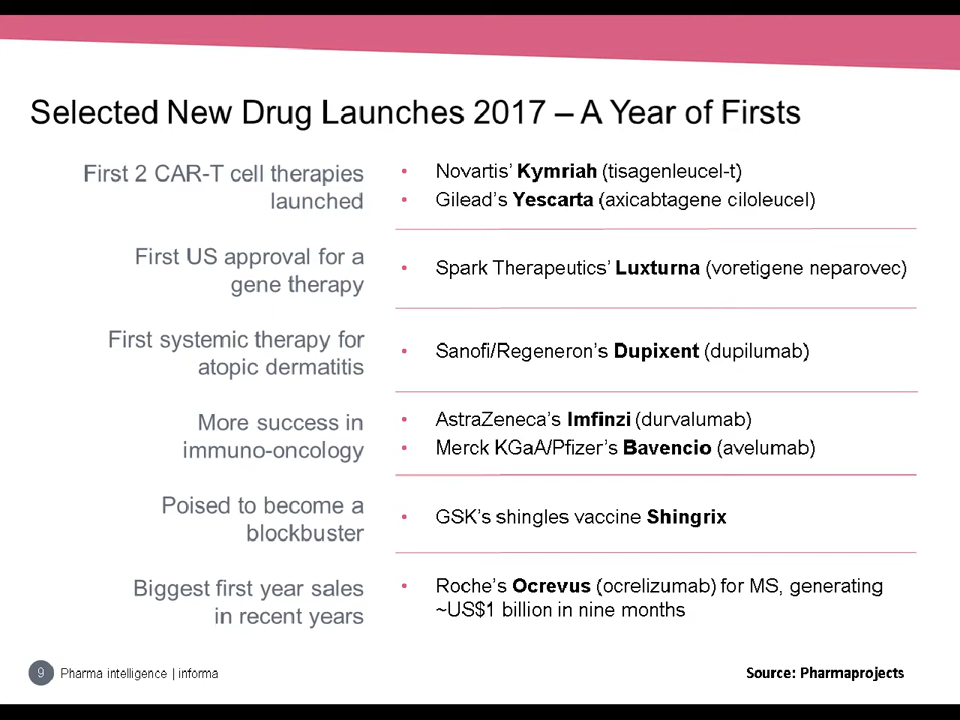 Selected New Drug Launches 2017 – A Year of Firsts
First 2 CAR-T cell therapies
launched
• Novartis’ Kymriah (tisagenleucel-t)
• Gilead’s Yescarta (axicabtagene ciloleucel)
First US approval for a
gene therapy
• Spark Therapeutics’ Luxturna (voretigene neparovec)
First systemic therapy for
atopic dermatitis
• Sanofi/Regeneron’s Dupixent (dupilumab)
More success in
immuno-oncology
• AstraZeneca’s Imfinzi (durvalumab)
• Merck KGaA/Pfizer’s Bavencio (avelumab)
Poised to become a
blockbuster
• GSK’s shingles vaccine Shingrix
Biggest first year sales
in recent years
• Roche’s Ocrevus (ocrelizumab) for MS, generating
~US$1 billion in nine months
9 Pharma intelligence | informa
Source: Pharmaprojects